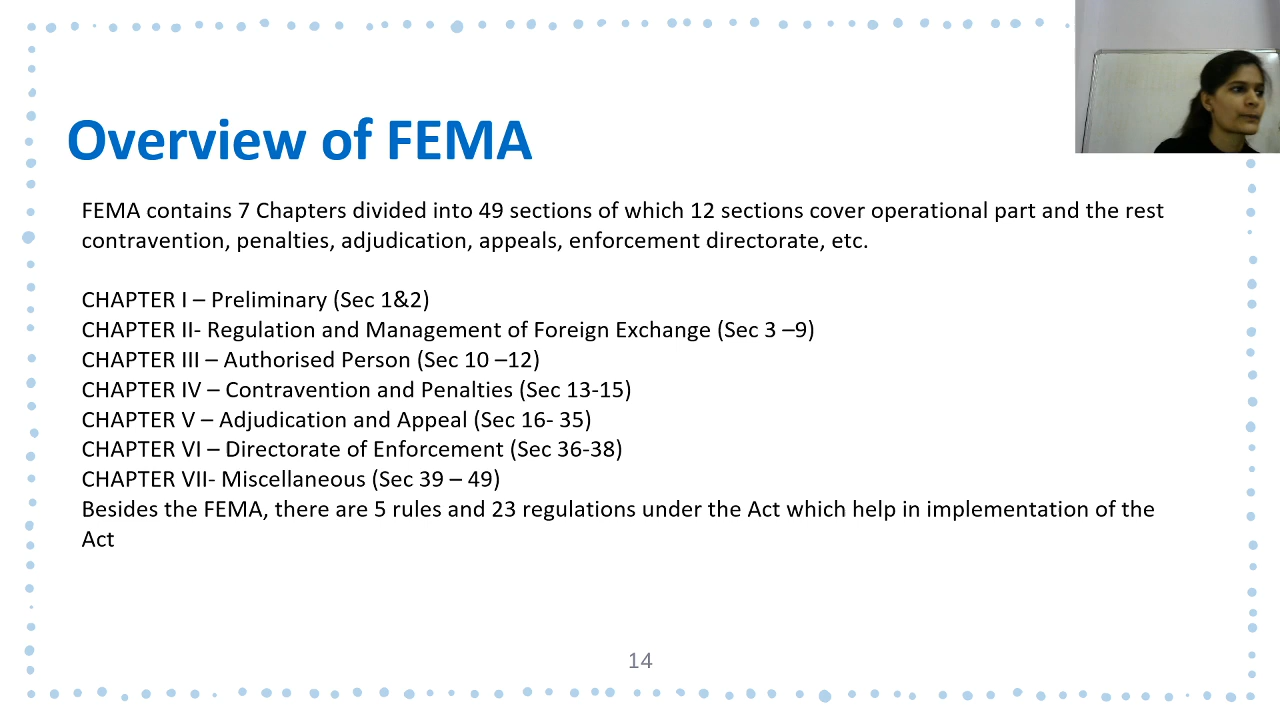 Overview of FEMA
FEMA contains 7 Chapters divided into 49 sections of which 12 sections cover operational part and the rest
contravention, penalties, adjudication, appeals, enforcement directorate, etc.
CHAPTER I – Preliminary (Sec 1&2)
CHAPTER II- Regulation and Management of Foreign Exchange (Sec 3 –9)
CHAPTER III – Authorised Person (Sec 10 –12)
CHAPTER IV – Contravention and Penalties (Sec 13-15)
CHAPTER V – Adjudication and Appeal (Sec 16- 35)
CHAPTER VI – Directorate of Enforcement (Sec 36-38)
CHAPTER VII- Miscellaneous (Sec 39 – 49)
Besides the FEMA, there are 5 rules and 23 regulations under the Act which help in implementation of the
Act
14